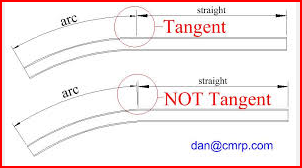 arc
straight
Tangent
arc
straight
NOT Tangent
dan@cmrp.com